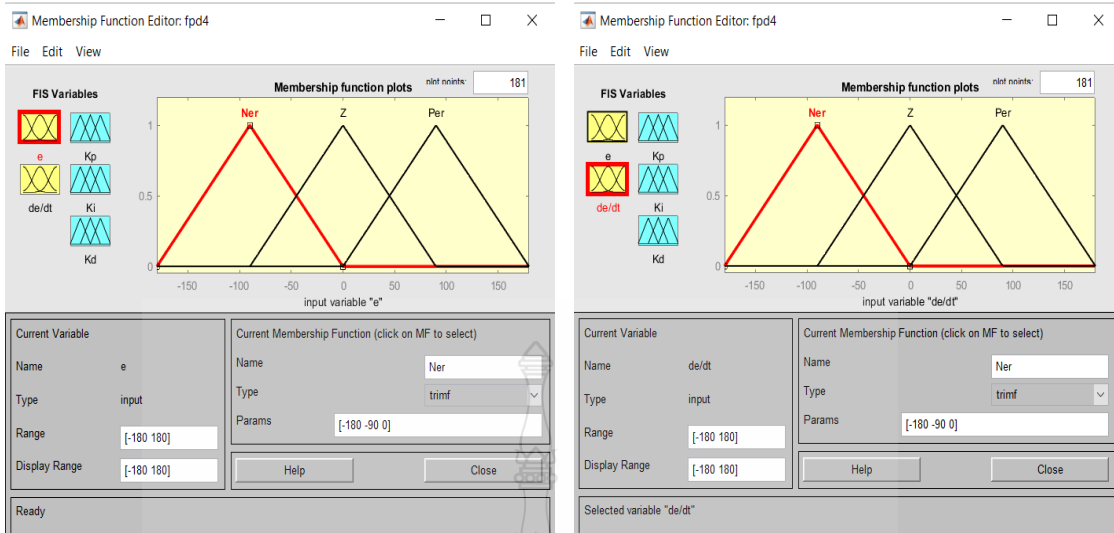 Membership Function Editor: fpd4
File Edit View
FIS Variables
Membership function plots
plot points:
181
e
Kp
de/dt
Ki
Kd
Ner
Z
Per
1
0.5
0
-150 -100 -50 0 50 100 150
input variable "e"
Current Variable
Name e
Type input
Range [-180 180]
Display Range [-180 180]
Current Membership Function (click on MF to select)
Name Ner
Type trimf
Params [-180 -90 0]
Help Close
Ready
Membership Function Editor: fpd4
File Edit View
FIS Variables
Membership function plots
plot points:
181
e
Kp
de/dt
Ki
Kd
Ner
Z
Per
1
0.5
0
-150 -100 -50 0 50 100 150
input variable "de/dt"
Current Variable
Name de/dt
Type input
Range [-180 180]
Display Range [-180 180]
Current Membership Function (click on MF to select)
Name Ner
Type trimf
Params [-180 -90 0]
Help Close
Selected variable "de/dt"